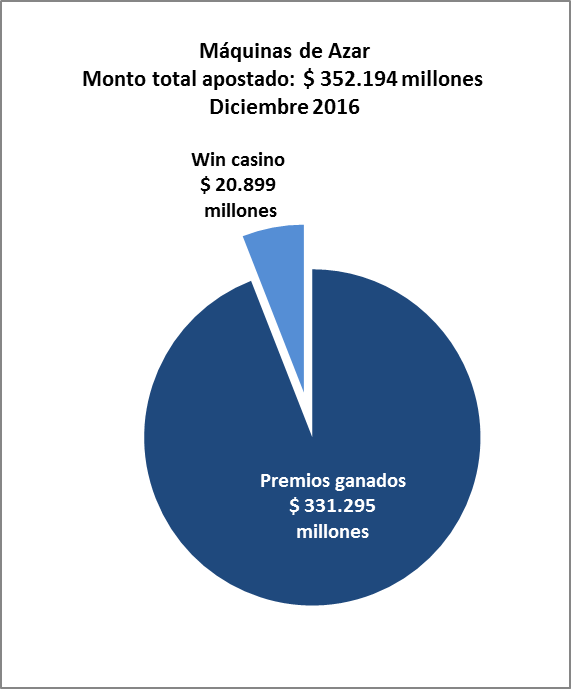 Máquinas de Azar
Monto total apostado: $ 352.194 millones
Diciembre 2016
Win casino
$ 20.899
millones
Premios ganados
$ 331.295
millones